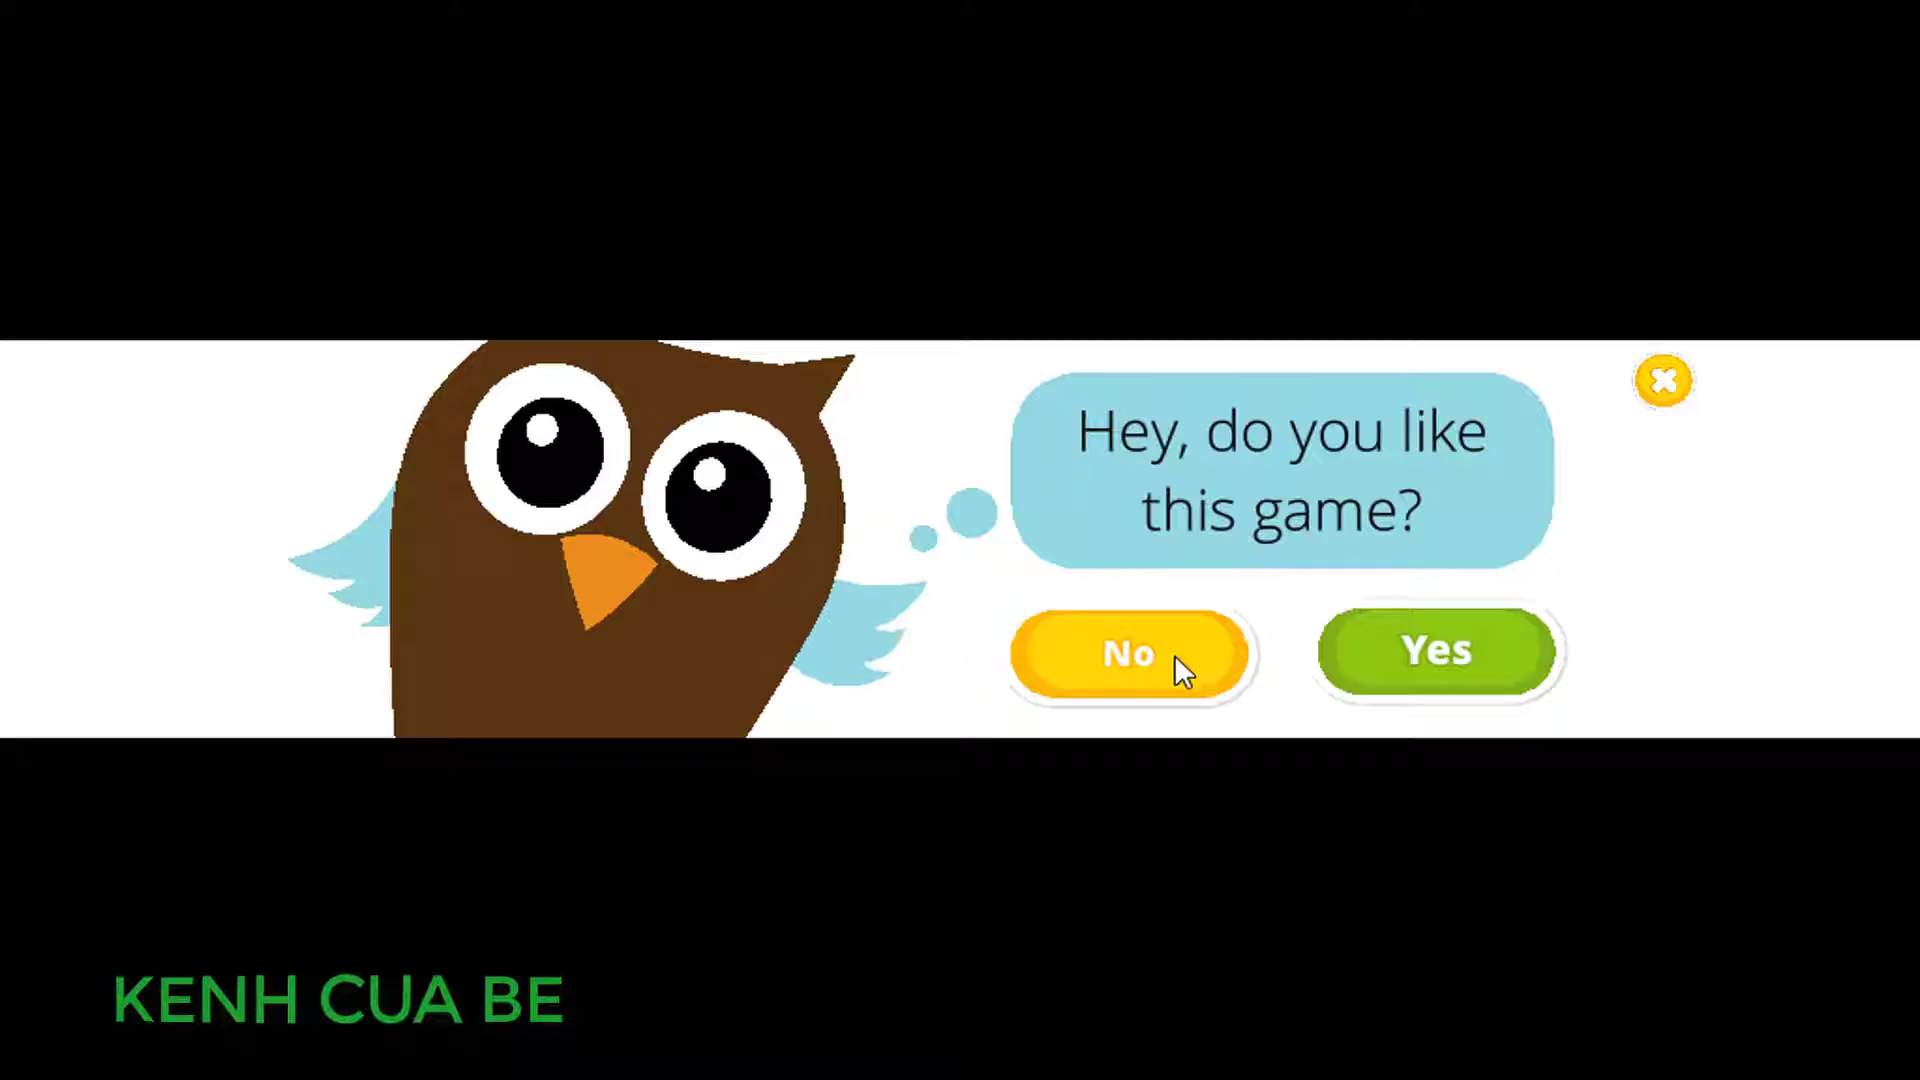 Hey, do you like
this game?
No
Yes
KENH CUA BE